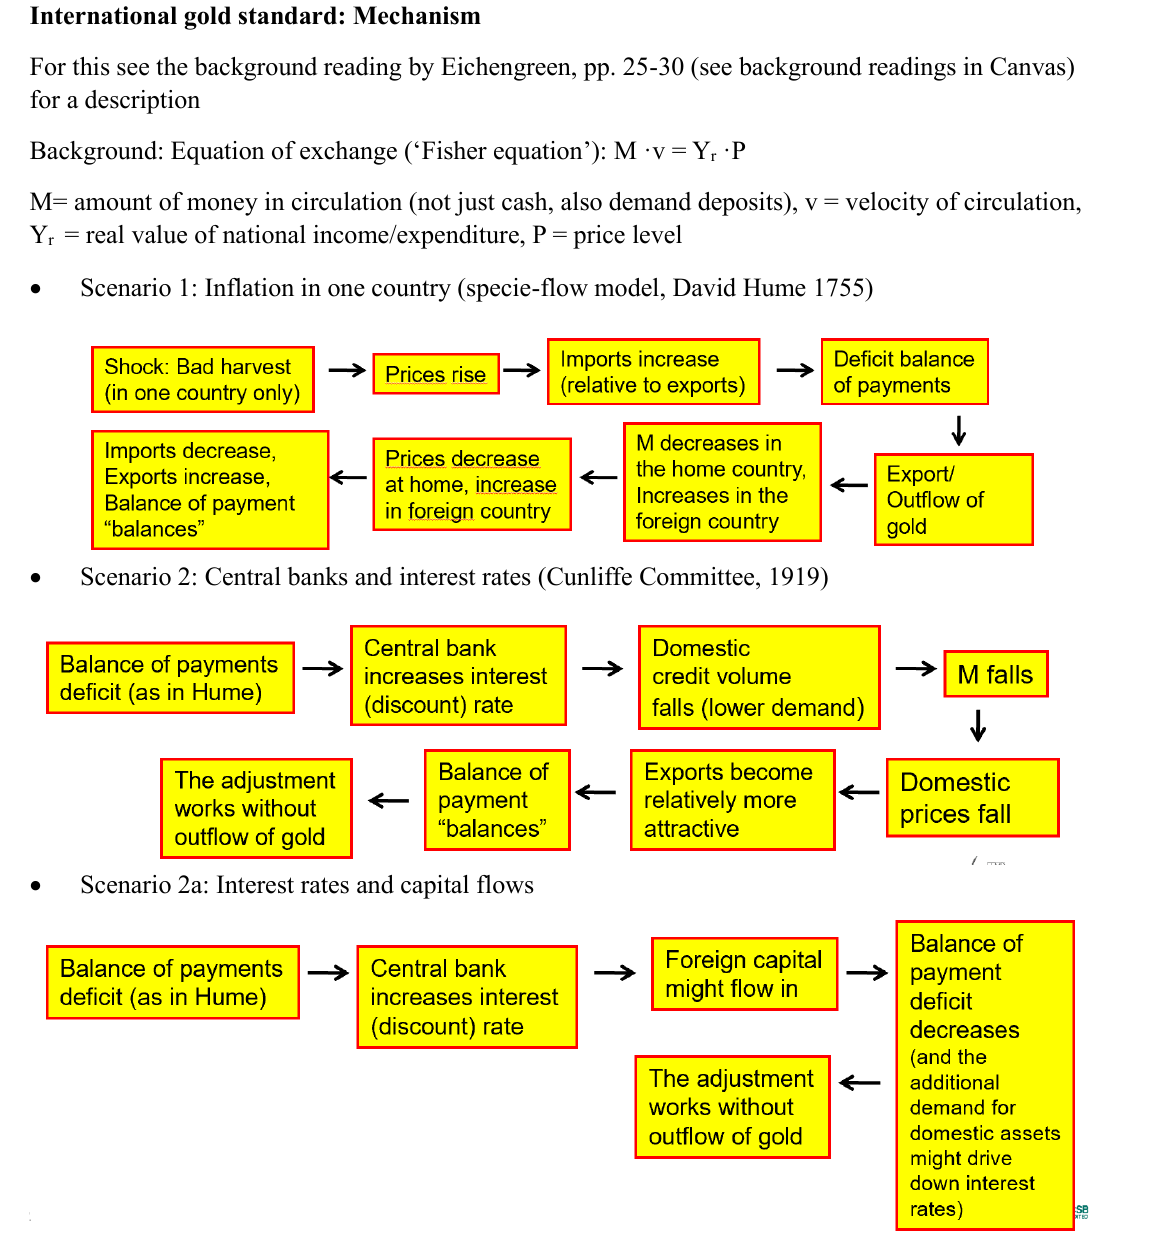 International gold standard: Mechanism
For this see the background reading by Eichengreen, pp. 25-30 (see background readings in Canvas)
for a description
Background: Equation of exchange (‘Fisher equation’): M ·v = Yᵣ ·P
M= amount of money in circulation (not just cash, also demand deposits), v = velocity of circulation,
Yᵣ = real value of national income/expenditure, P = price level
• Scenario 1: Inflation in one country (specie-flow model, David Hume 1755)
Shock: Bad harvest
(in one country only)
Prices rise
Imports increase
(relative to exports)
Deficit balance
of payments
Export/
Outflow of
gold
M decreases in
the home country,
Increases in the
foreign country
Prices decrease
at home, increase
in foreign country
Imports decrease,
Exports increase,
Balance of payment
“balances”
• Scenario 2: Central banks and interest rates (Cunliffe Committee, 1919)
Balance of payments
deficit (as in Hume)
Central bank
increases interest
(discount) rate
Domestic
credit volume
falls (lower demand)
M falls
Domestic
prices fall
Exports become
relatively more
attractive
Balance of
payment
“balances”
The adjustment
works without
outflow of gold
• Scenario 2a: Interest rates and capital flows
Balance of payments
deficit (as in Hume)
Central bank
increases interest
(discount) rate
Foreign capital
might flow in
Balance of
payment
deficit
decreases
(and the
additional
demand for
domestic assets
might drive
down interest
rates)
The adjustment
works without
outflow of gold